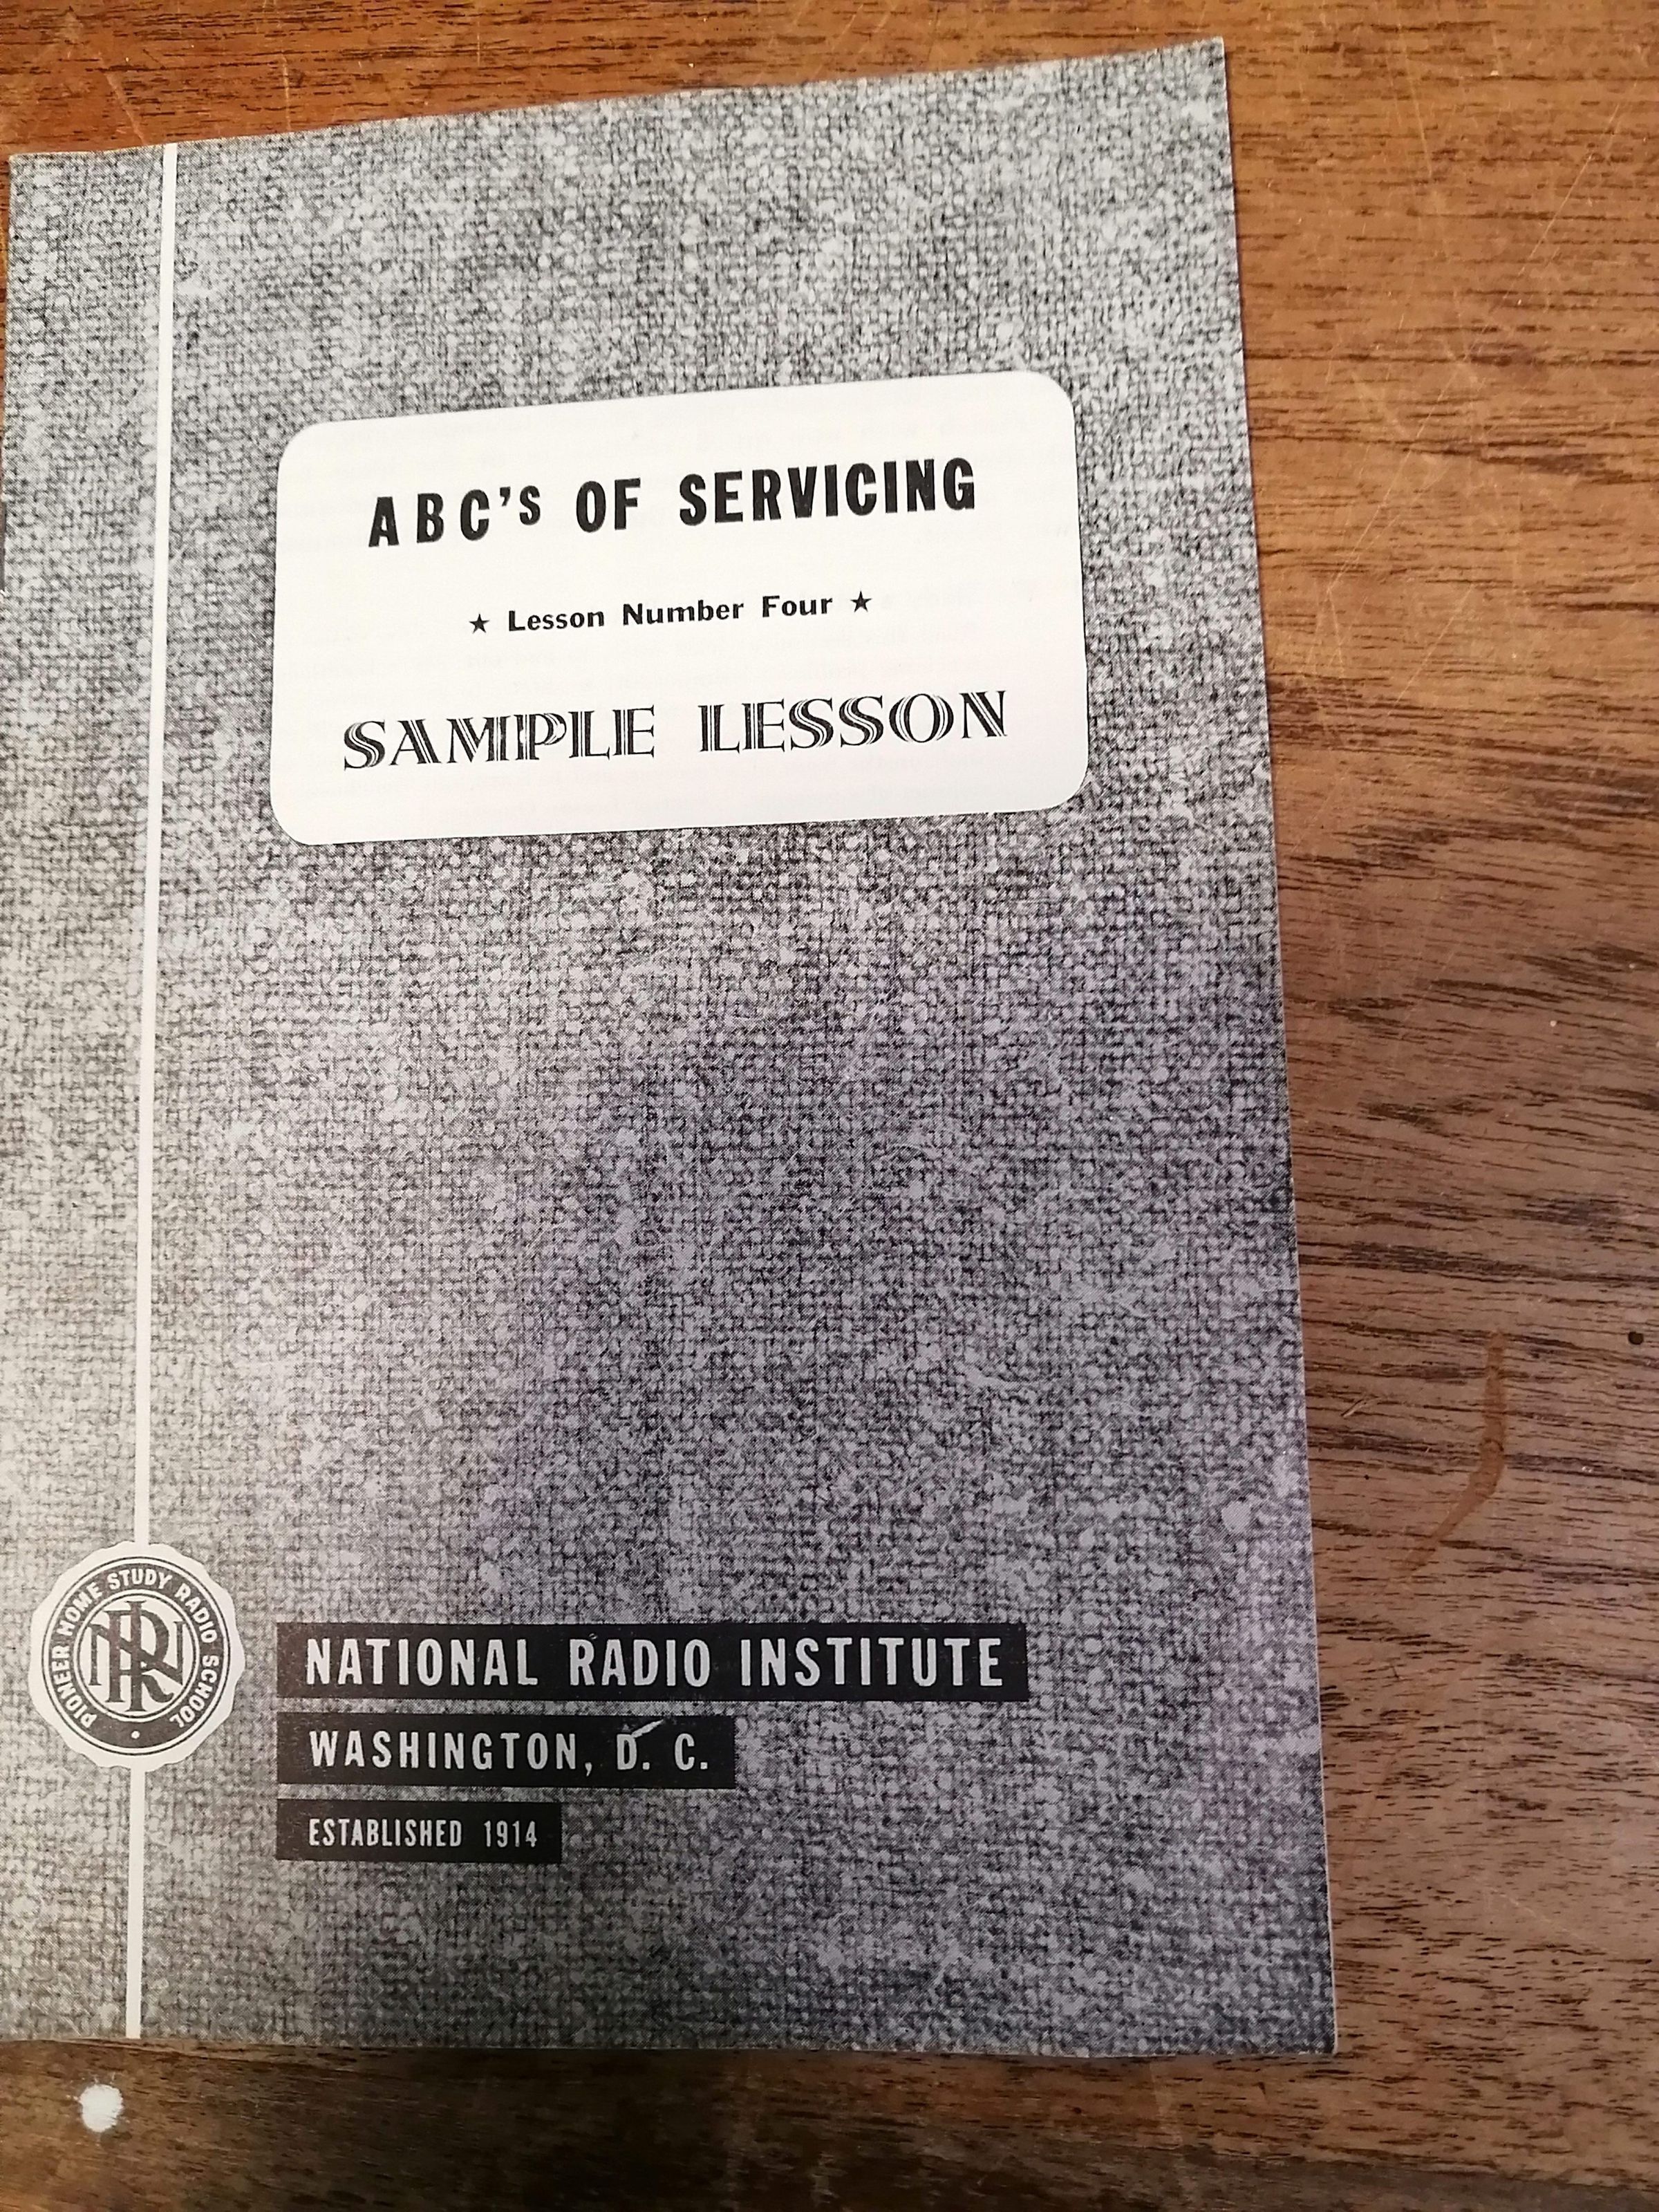 ABC's OF SERVICING
★ Lesson Number Four ★
SAMPLE LESSON
PIONEER HOME STUDY RADIO SCHOOL
NRI
NATIONAL RADIO INSTITUTE
WASHINGTON, D. C.
ESTABLISHED 1914